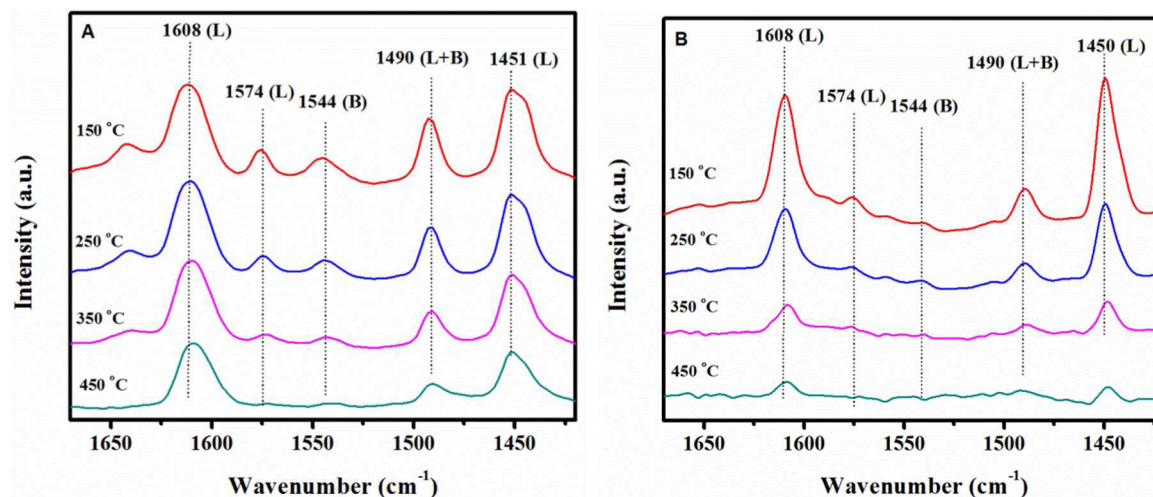 A
1608 (L)
1574 (L)
1544 (B)
1490 (L+B)
1451 (L)
150 °C
250 °C
350 °C
450 °C
Intensity (a.u.)
1650 1600 1550 1500 1450
Wavenumber (cm⁻¹)
B
1608 (L)
1574 (L)
1544 (B)
1490 (L+B)
1450 (L)
150 °C
250 °C
350 °C
450 °C
Intensity (a.u.)
1650 1600 1550 1500 1450
Wavenumber (cm⁻¹)